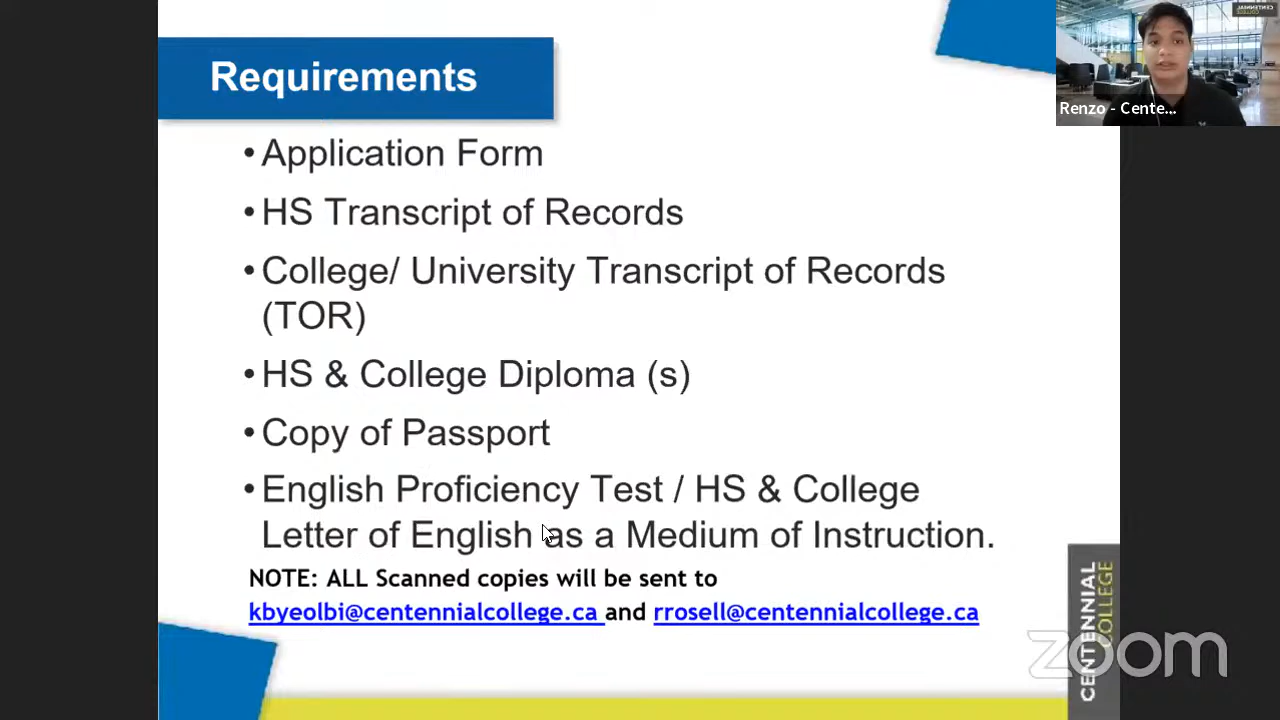 Requirements
• Application Form
• HS Transcript of Records
• College/ University Transcript of Records
(TOR)
• HS & College Diploma (s)
• Copy of Passport
• English Proficiency Test / HS & College
Letter of English as a Medium of Instruction.
NOTE: ALL Scanned copies will be sent to
kbyeolbi@centennialcollege.ca and rrosell@centennialcollege.ca
CENTENNIAL
COLLEGE
Renzo - Cente...
CENTENNIAL
COLLEGE
zoom